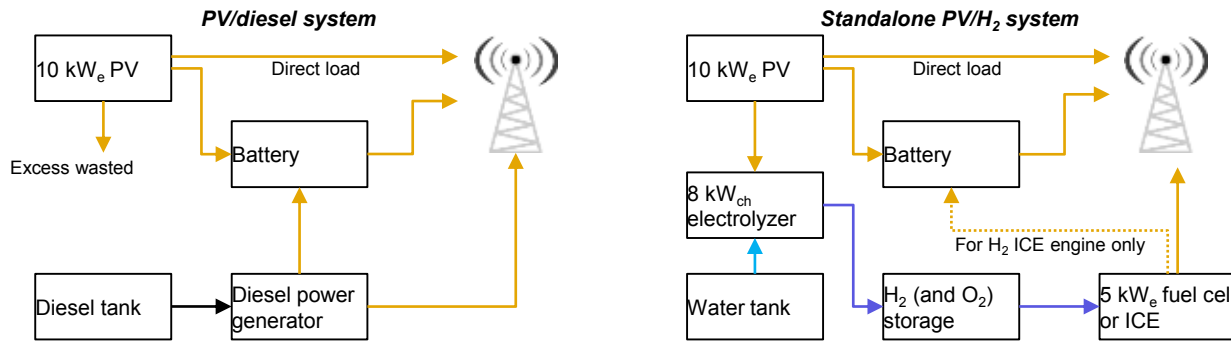 PV/diesel system
10 kWe PV
Direct load
Excess wasted
Battery
Diesel tank
Diesel power
generator
Standalone PV/H2 system
10 kWe PV
Direct load
Battery
8 kWch
electrolyzer
For H2 ICE engine only
Water tank
H2 (and O2)
storage
5 kWe fuel cel
or ICE